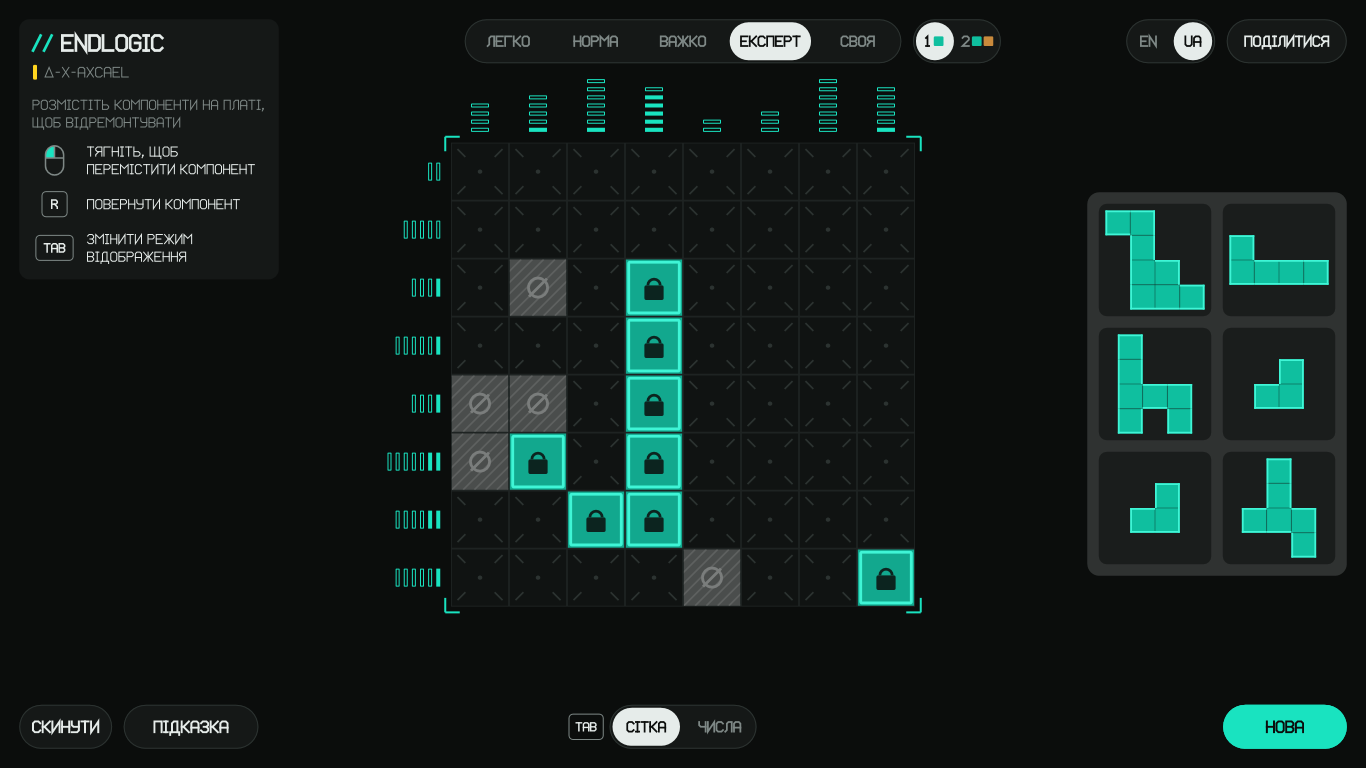 // ENDLOGIC
Δ-X-AXCAEL
РОЗМІСТІТЬ КОМПОНЕНТИ НА ПЛАТІ,
ЩОБ ВІДРЕМОНТУВАТИ
ТЯГНІТЬ, ЩОБ
ПЕРЕМІСТИТИ КОМПОНЕНТ
R
ПОВЕРНУТИ КОМПОНЕНТ
TAB
ЗМІНИТИ РЕЖИМ
ВІДОБРАЖЕННЯ
ЛЕГКО
НОРМА
ВАЖКО
ЕКСПЕРТ
СВОЯ
1
2
EN
UA
ПОДІЛИТИСЯ
СКИНУТИ
ПІДКАЗКА
TAB
СІТКА
ЧИСЛА
НОВА